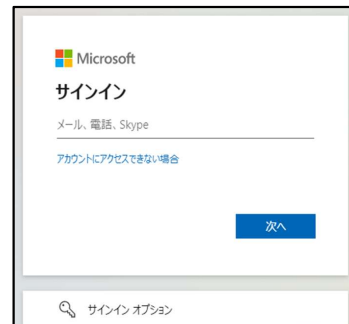 Microsoft
サインイン
メール、電話、Skype
アカウントにアクセスできない場合
次へ
サインイン オプション